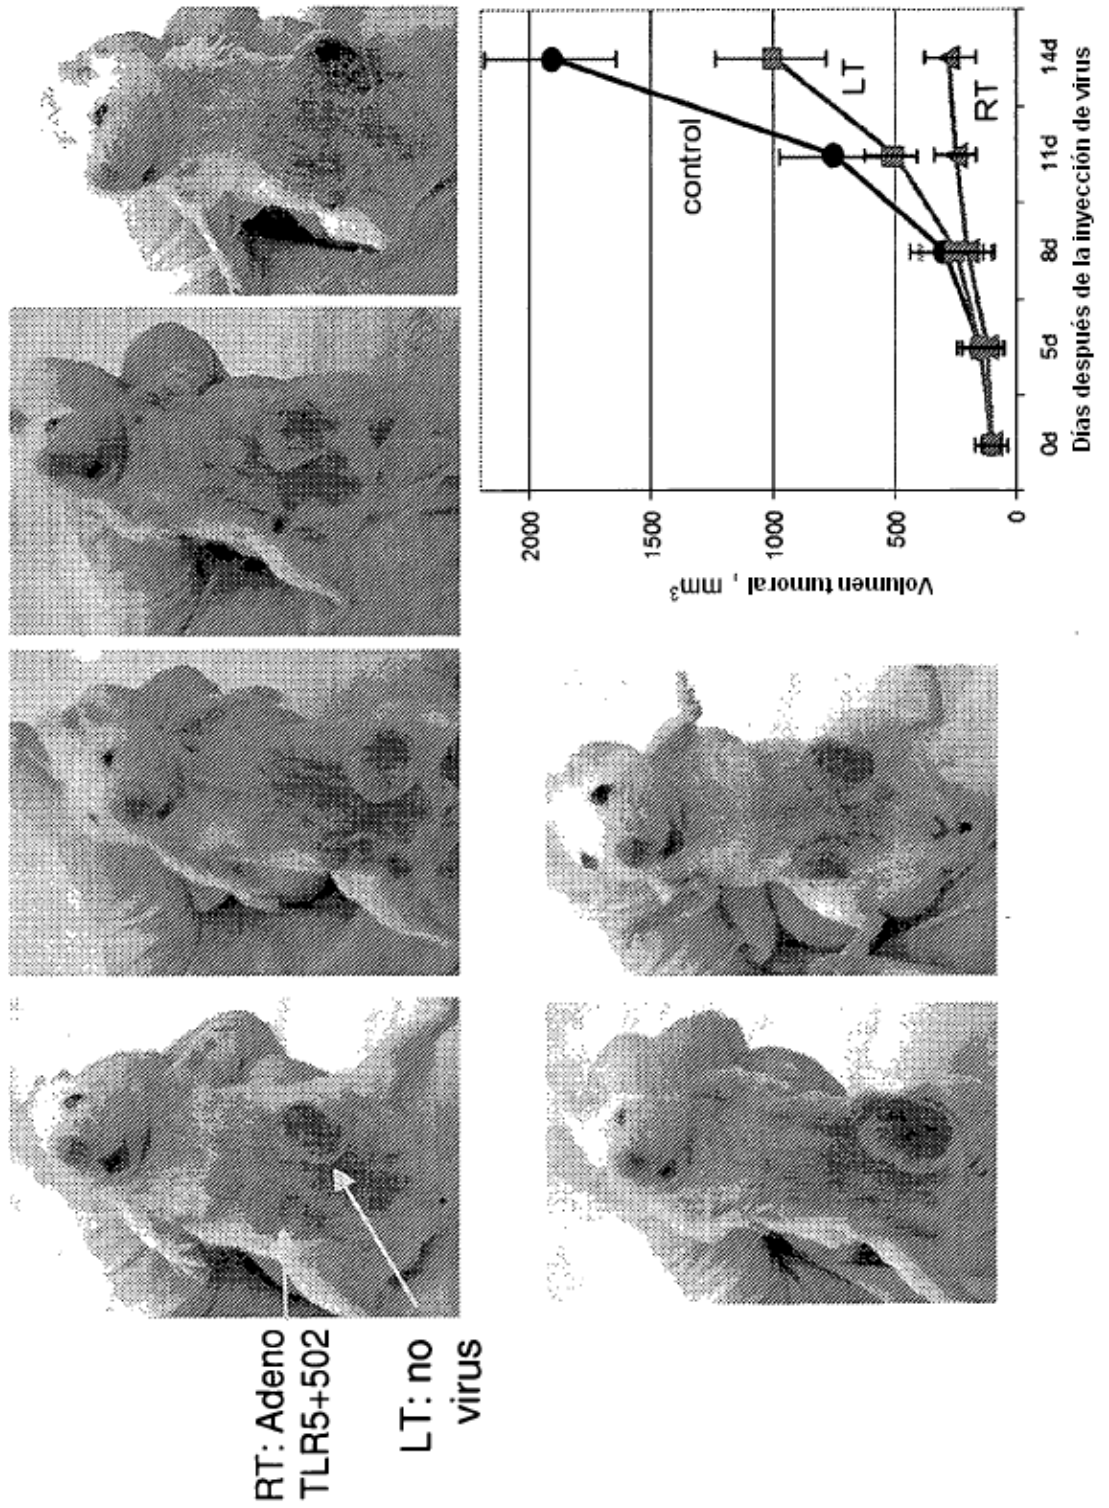 RT: Adeno
TLR5+502
LT: no
virus
Volumen tumoral , mm³
2000
1500
1000
500
0
control
LT
RT
0d
5d
8d
11d
14d
Días después de la inyección de virus